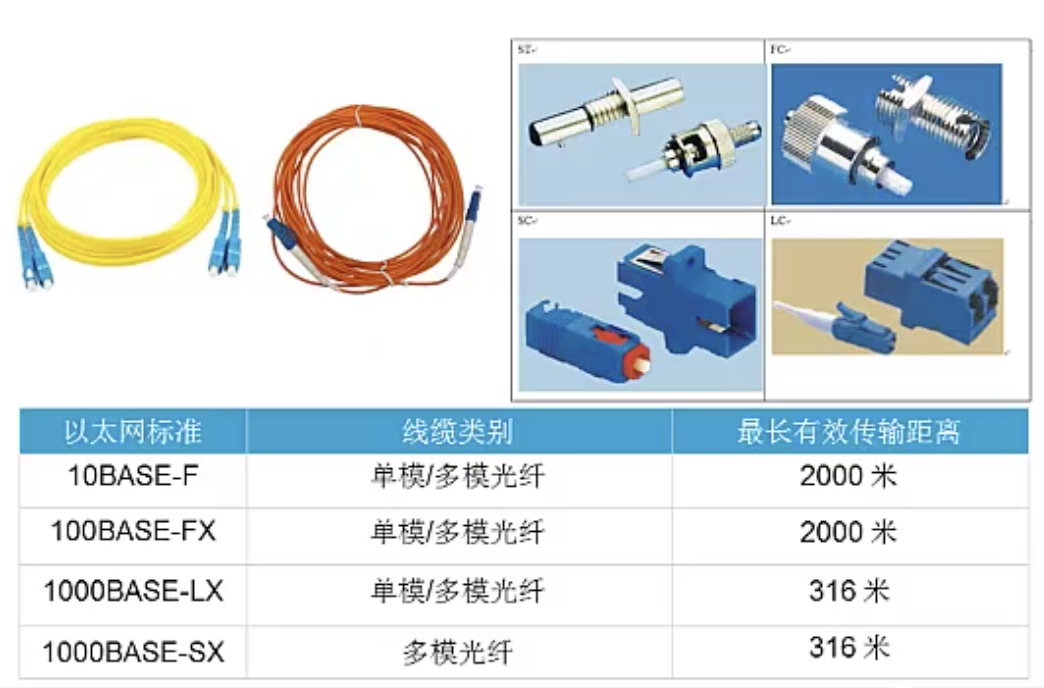 ST
FC
SC
LC
以太网标准 线缆类别 最长有效传输距离
10BASE-F 单模/多模光纤 2000 米
100BASE-FX 单模/多模光纤 2000 米
1000BASE-LX 单模/多模光纤 316 米
1000BASE-SX 多模光纤 316 米